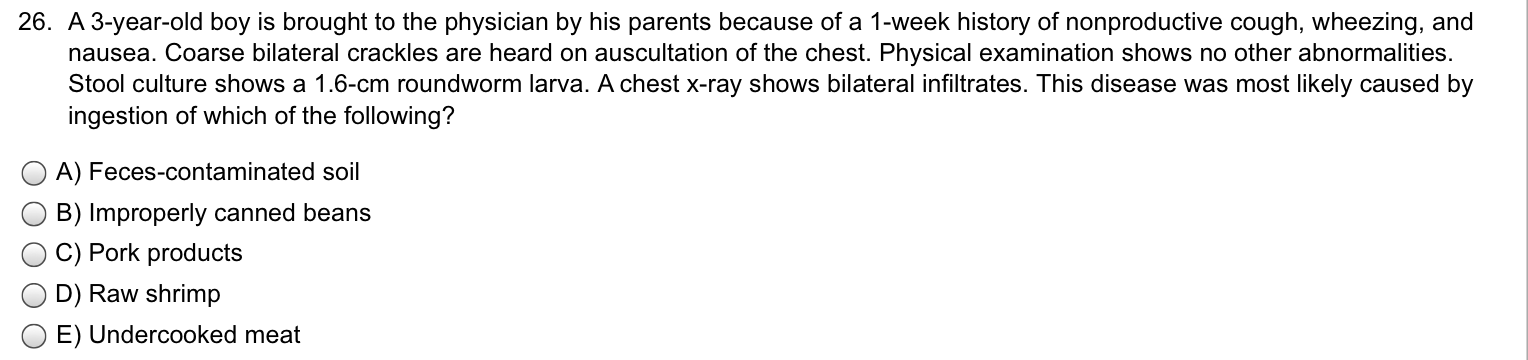 26. A 3-year-old boy is brought to the physician by his parents because of a 1-week history of nonproductive cough, wheezing, and
nausea. Coarse bilateral crackles are heard on auscultation of the chest. Physical examination shows no other abnormalities.
Stool culture shows a 1.6-cm roundworm larva. A chest x-ray shows bilateral infiltrates. This disease was most likely caused by
ingestion of which of the following?
A) Feces-contaminated soil
B) Improperly canned beans
C) Pork products
D) Raw shrimp
E) Undercooked meat